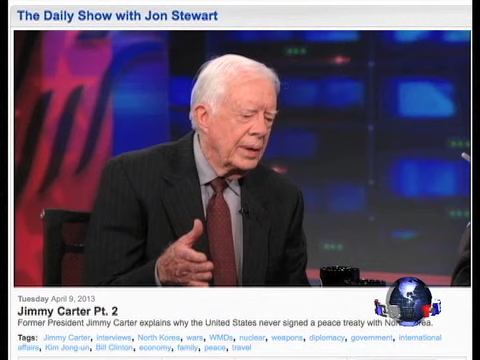 The Daily Show with Jon Stewart
Tuesday April 9, 2013
Jimmy Carter Pt. 2
Former President Jimmy Carter explains why the United States never signed a peace treaty with North Korea.
Tags: Jimmy Carter, interviews, North Korea, wars, WMDs, nuclear, weapons, diplomacy, government, international
affairs, Kim Jong-un, Bill Clinton, economy, family, peace, travel